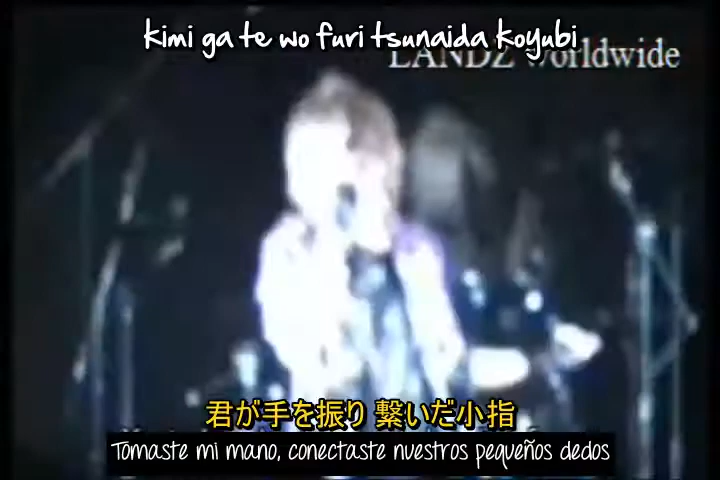 kimi ga te wo furi tsunaida koyubi
LANDZ Worldwide
君が手を振り 繋いだ小指
Tomaste mi mano, conectaste nuestros pequeños dedos